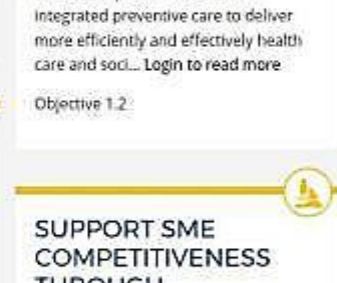 integrated preventive care to deliver
more efficiently and effectively health
care and soci... Login to read more
Objective 1.2
SUPPORT SME
COMPETITIVENESS
THROUGH